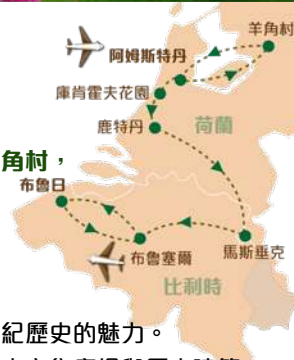 羊角村
阿姆斯特丹
庫肯霍夫花園
鹿特丹
荷蘭
角村，
布魯日
布魯塞爾
馬斯垂克
比利時
紀歷史的魅力。